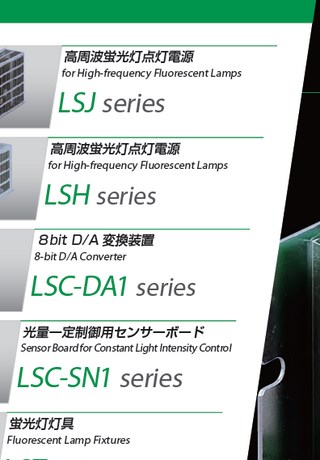 高周波蛍光灯点灯電源
for High-frequency Fluorescent Lamps
LSJ series
高周波蛍光灯点灯電源
for High-frequency Fluorescent Lamps
LSH series
8bit D/A 変換装置
8-bit D/A Converter
LSC-DA1 series
光量一定制御用センサーボード
Sensor Board for Constant Light Intensity Control
LSC-SN1 series
蛍光灯灯具
Fluorescent Lamp Fixtures